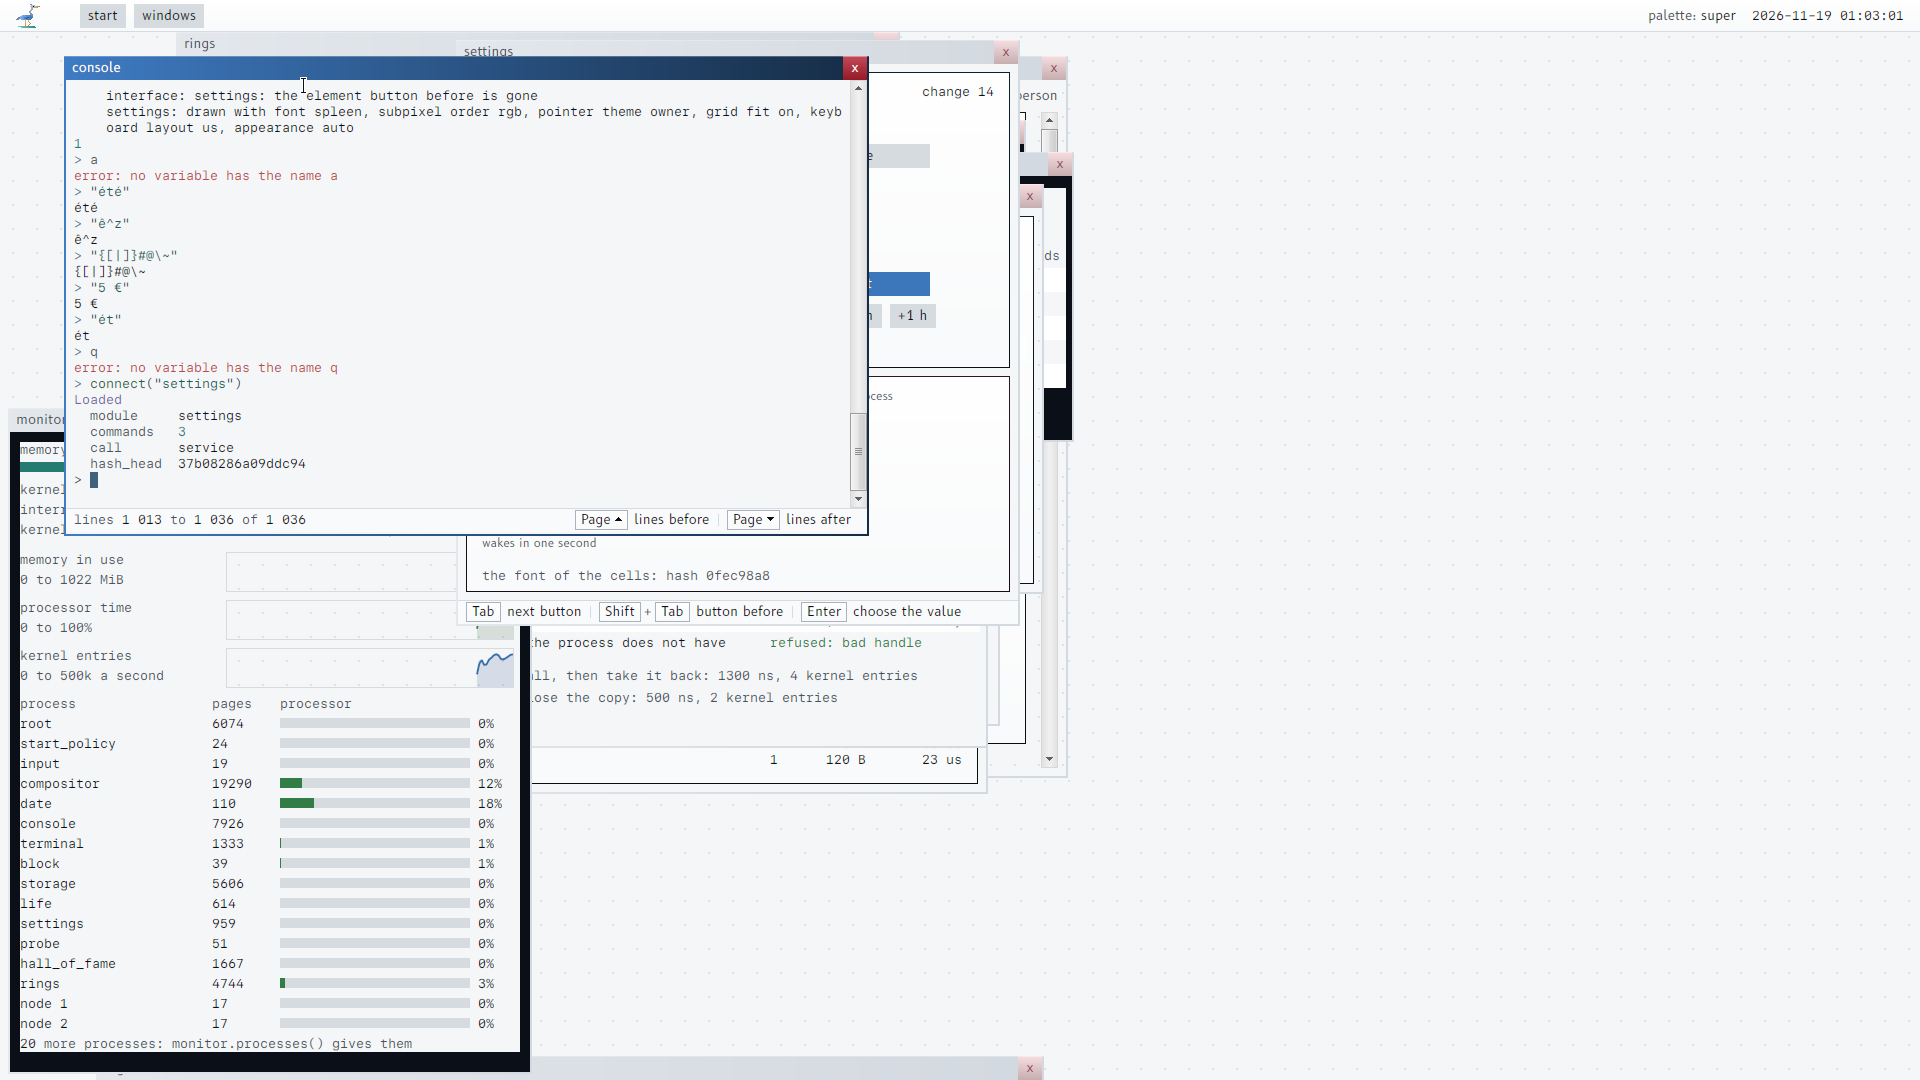 start windows palette: super 2026-11-19 01:03:01
rings
settings x
console x
x
interface: settings: the element button before is gone
settings: drawn with font spleen, subpixel order rgb, pointer theme owner, grid fit on, keyb
oard layout us, appearance auto
1
> a
error: no variable has the name a
> "été"
été
> "ê^z"
ê^z
> "{[|]}#@\~"
{[|]}#@\~
> "5 €"
5 €
> "ét"
ét
> q
error: no variable has the name q
> connect("settings")
Loaded
module settings
commands 3
call service
hash_head 37b08286a09ddc94
>
lines 1 013 to 1 036 of 1 036 Page lines before Page lines after
change 14
erson
x
x
ds
+1 h
cess
wakes in one second
the font of the cells: hash 0fec98a8
Tab next button Shift + Tab button before Enter choose the value
the process does not have refused: bad handle
all, then take it back: 1300 ns, 4 kernel entries
lose the copy: 500 ns, 2 kernel entries
1 120 B 23 us
monitor
memory
kernel
inter
kernel
memory in use
0 to 1022 MiB
processor time
0 to 100%
kernel entries
0 to 500k a second
process pages processor
root 6074 0%
start_policy 24 0%
input 19 0%
compositor 19290 12%
date 110 18%
console 7926 0%
terminal 1333 1%
block 39 1%
storage 5606 0%
life 614 0%
settings 959 0%
probe 51 0%
hall_of_fame 1667 0%
rings 4744 3%
node 1 17 0%
node 2 17 0%
20 more processes: monitor.processes() gives them
x